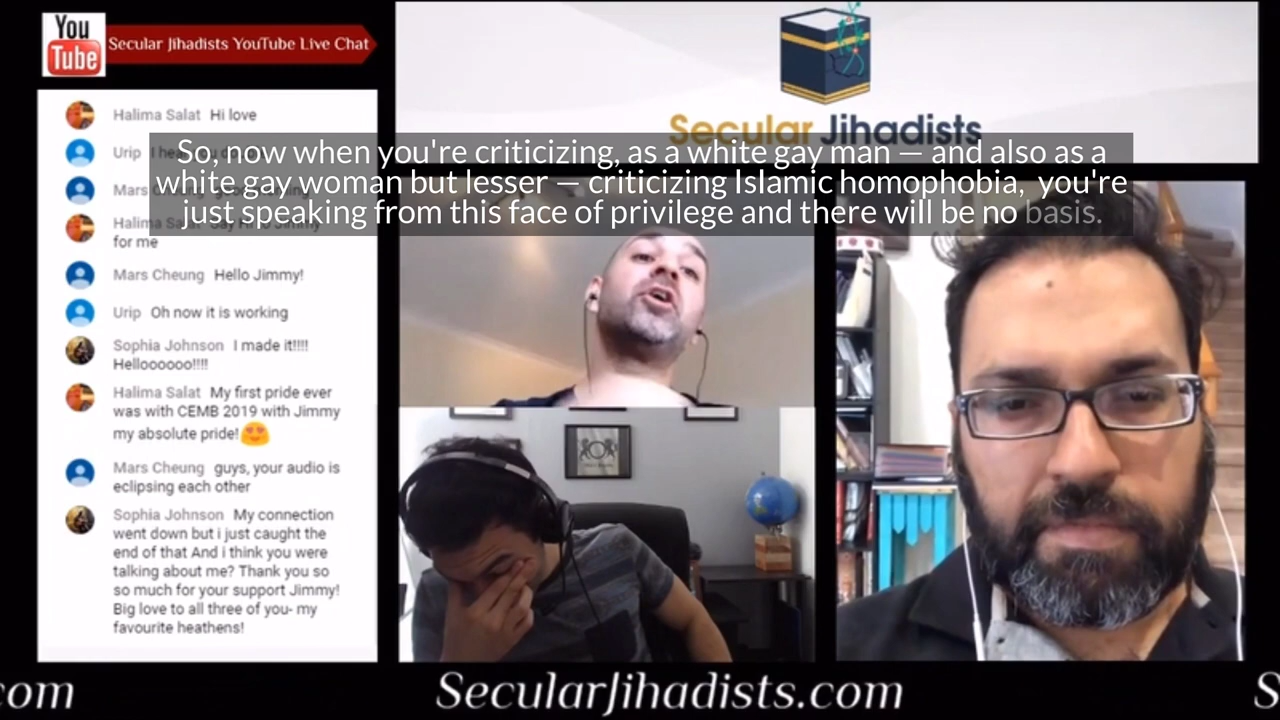 You
Tube
Secular Jihadists YouTube Live Chat
Halima Salat Hi love
Urip I hea
Mars
Halima Sa
for me
Mars Cheung Hello Jimmy!
Urip Oh now it is working
Sophia Johnson I made it!!!!
Helloooooo!!!!
Halima Salat My first pride ever
was with CEMB 2019 with Jimmy
my absolute pride!
Mars Cheung guys, your audio is
eclipsing each other
Sophia Johnson My connection
went down but i just caught the
end of that And i think you were
talking about me? Thank you so
so much for your support Jimmy!
Big love to all three of you- my
favourite heathens!
Secular Jihadists
So, now when you're criticizing, as a white gay man — and also as a
white gay woman but lesser — criticizing Islamic homophobia, you're
just speaking from this face of privilege and there will be no basis.
.com
SecularJihadists.com
S